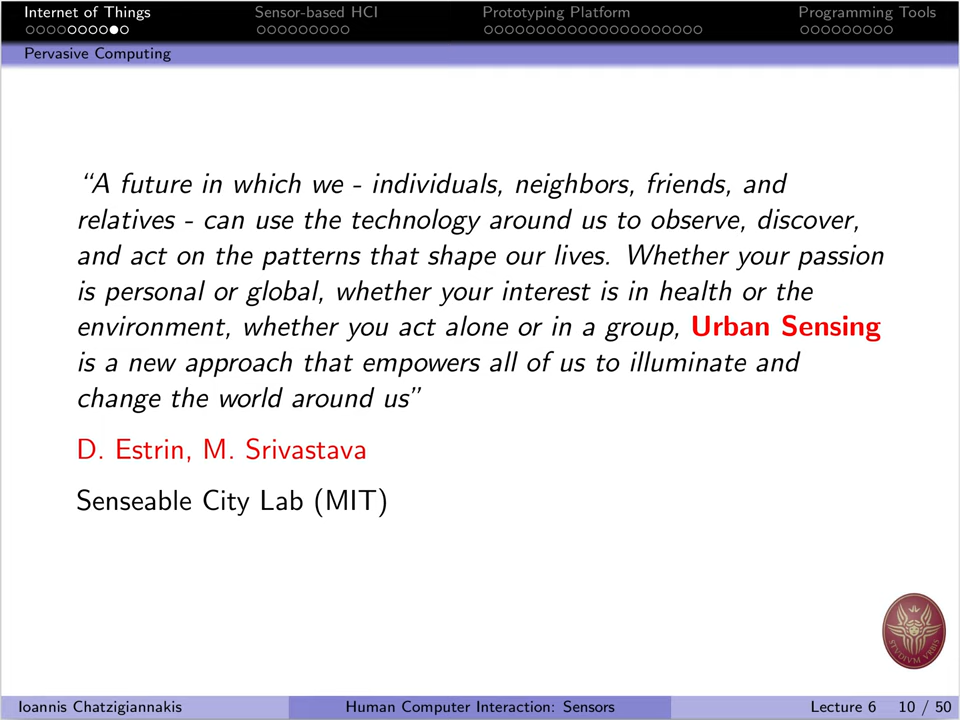 Internet of Things Sensor-based HCI Prototyping Platform Programming Tools
Pervasive Computing
“A future in which we - individuals, neighbors, friends, and
relatives - can use the technology around us to observe, discover,
and act on the patterns that shape our lives. Whether your passion
is personal or global, whether your interest is in health or the
environment, whether you act alone or in a group, Urban Sensing
is a new approach that empowers all of us to illuminate and
change the world around us”
D. Estrin, M. Srivastava
Senseable City Lab (MIT)
STVDIVM VRBIS
Ioannis Chatzigiannakis Human Computer Interaction: Sensors Lecture 6 10 / 50